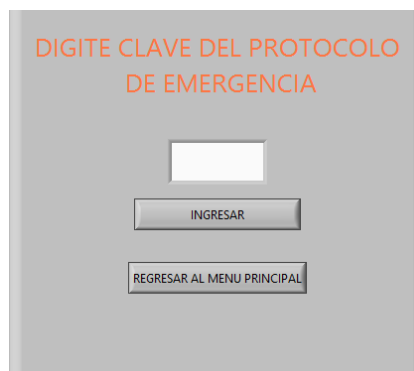 DIGITE CLAVE DEL PROTOCOLO
DE EMERGENCIA
INGRESAR
REGRESAR AL MENU PRINCIPAL